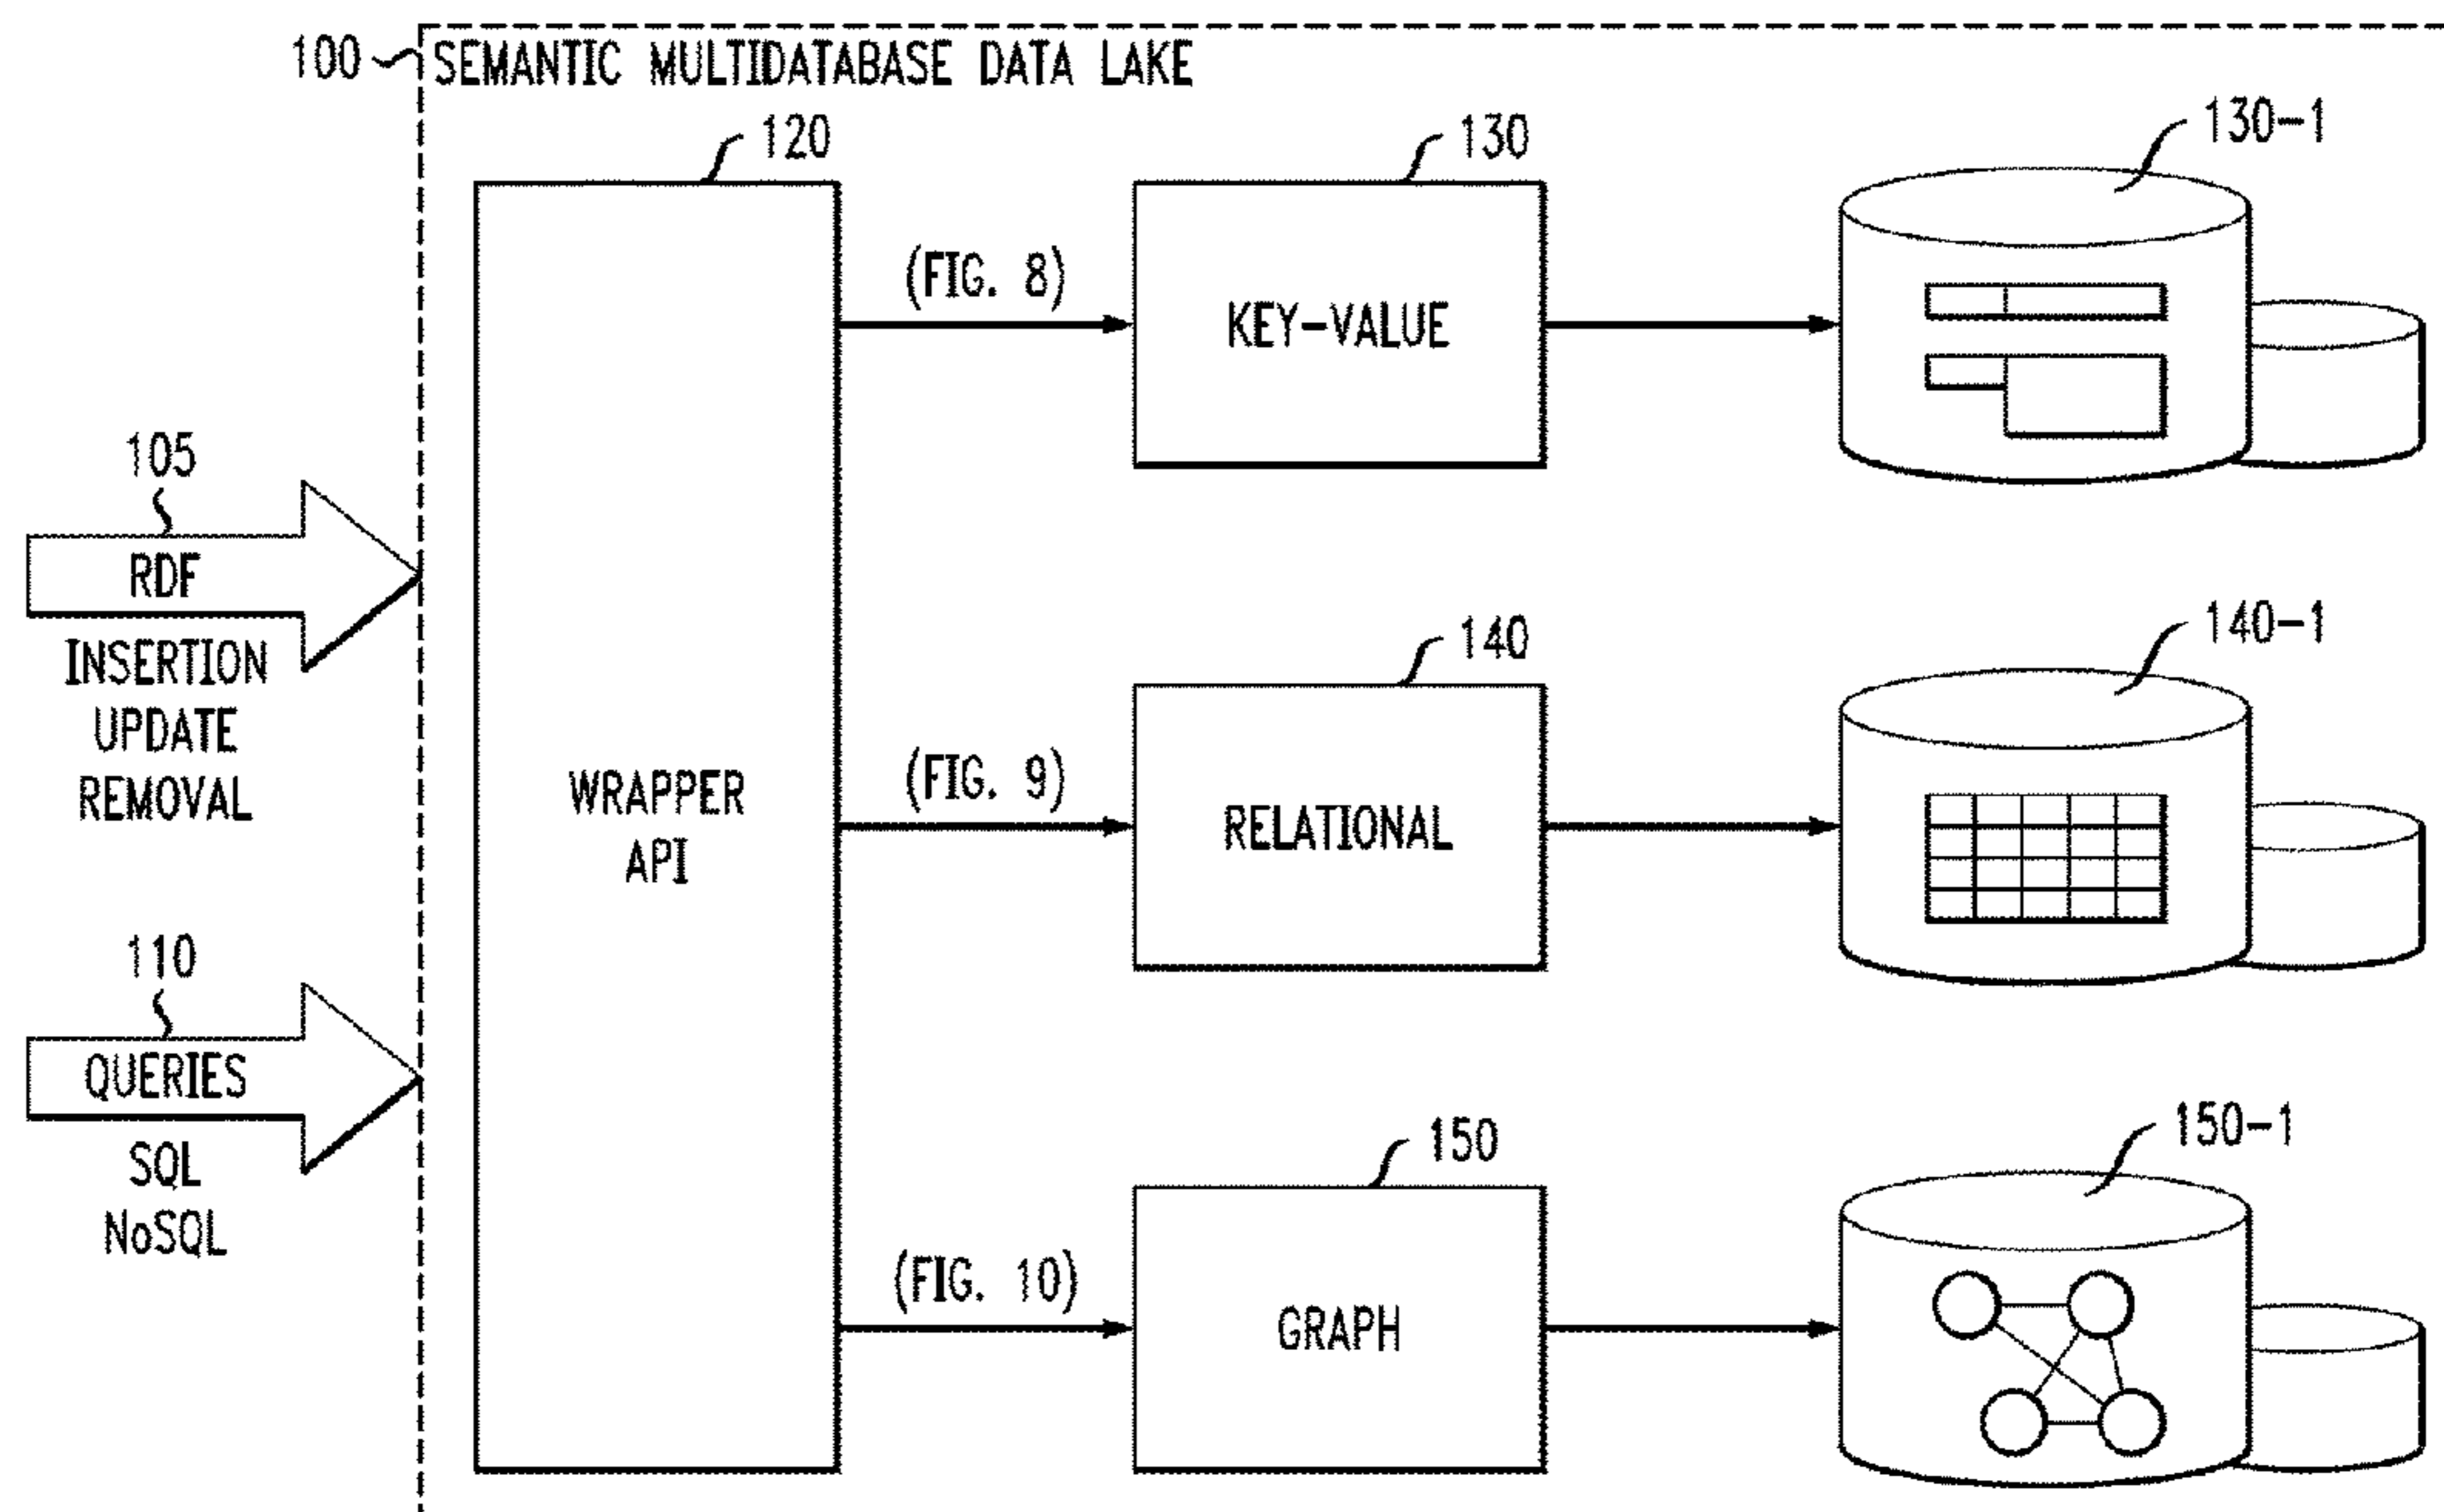 100
SEMANTIC MULTIDATABASE DATA LAKE
120
130
130-1
(FIG. 8)
KEY-VALUE
105
RDF
INSERTION
UPDATE
REMOVAL
WRAPPER
API
140
140-1
(FIG. 9)
RELATIONAL
110
QUERIES
SQL
NoSQL
150
150-1
(FIG. 10)
GRAPH